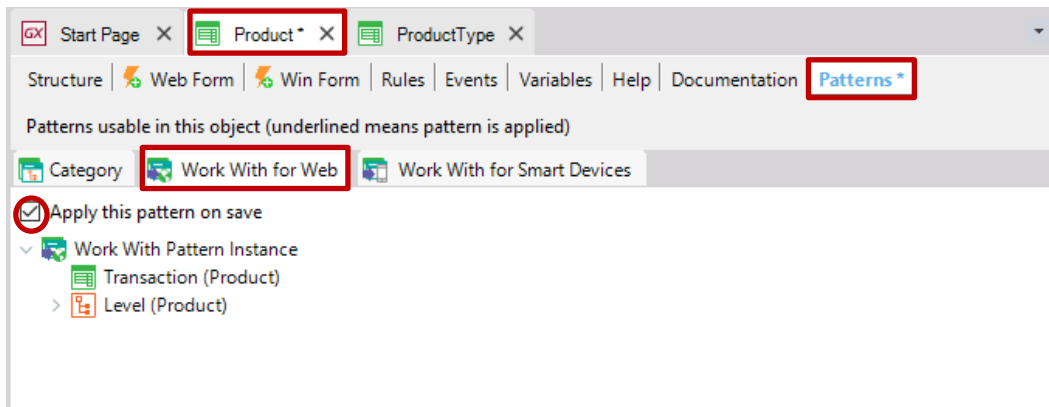 GX Start Page Product * ProductType
Structure Web Form Win Form Rules Events Variables Help Documentation Patterns *
Patterns usable in this object (underlined means pattern is applied)
Category Work With for Web Work With for Smart Devices
Apply this pattern on save
Work With Pattern Instance
Transaction (Product)
Level (Product)